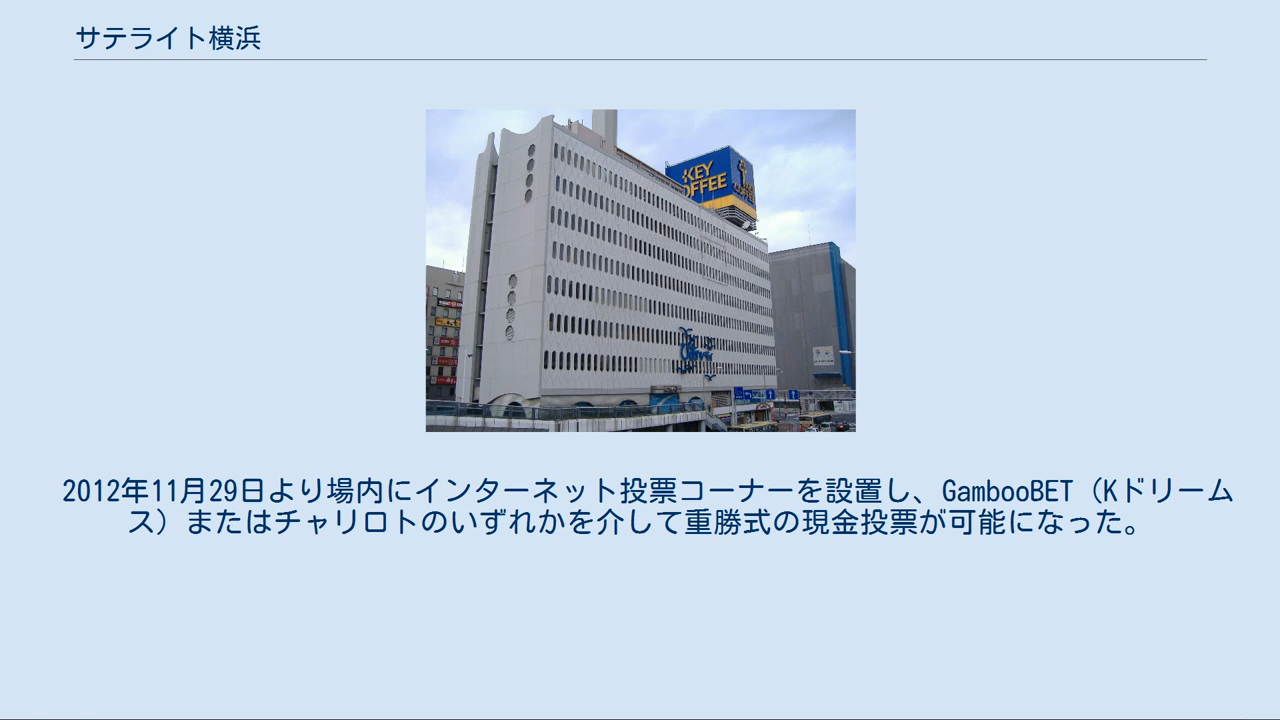 サテライト横浜
KEY
COFFEE
2012年11月29日より場内にインターネット投票コーナーを設置し、GambooBET（Kドリーム
ス）またはチャリロトのいずれかを介して重勝式の現金投票が可能になった。